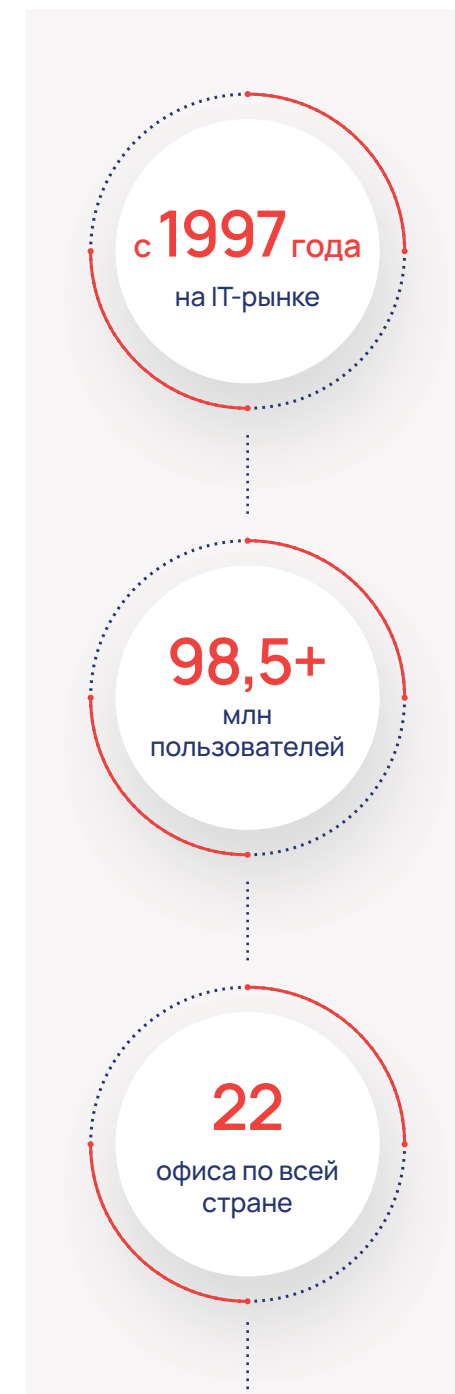 с 1997 года
на IT-рынке
98,5+
млн
пользователей
22
офиса по всей
стране